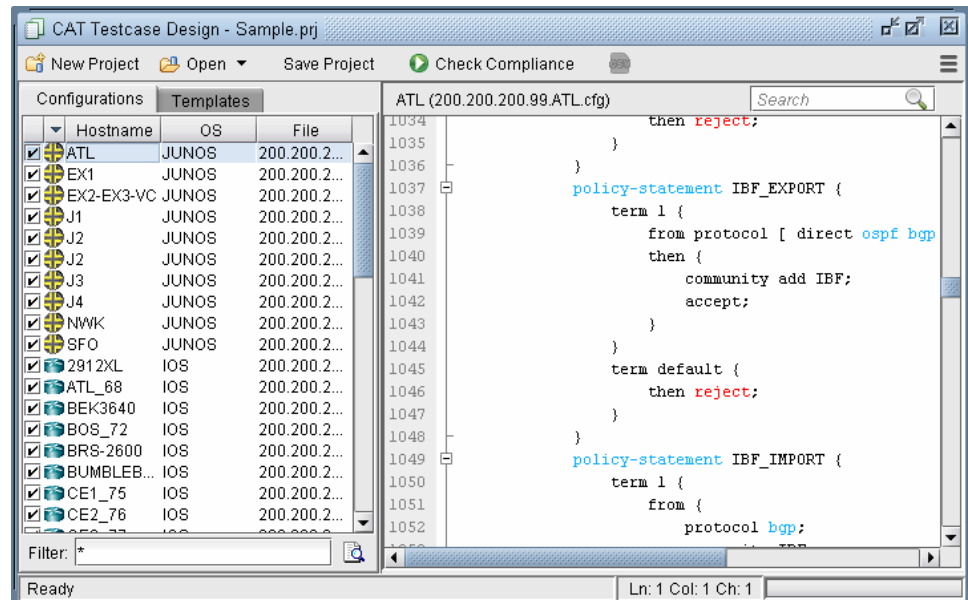 CAT Testcase Design - Sample.prj
New Project Open Save Project Check Compliance
Configurations Templates
Hostname OS File
ATL JUNOS 200.200.2...
EX1 JUNOS 200.200.2...
EX2-EX3-VC JUNOS 200.200.2...
J1 JUNOS 200.200.2...
J2 JUNOS 200.200.2...
J2 JUNOS 200.200.2...
J3 JUNOS 200.200.2...
J4 JUNOS 200.200.2...
NWK JUNOS 200.200.2...
SFO JUNOS 200.200.2...
2912XL IOS 200.200.2...
ATL_68 IOS 200.200.2...
BEK3640 IOS 200.200.2...
BOS_72 IOS 200.200.2...
BRS-2600 IOS 200.200.2...
BUMBLEB... IOS 200.200.2...
CE1_75 IOS 200.200.2...
CE2_76 IOS 200.200.2...
Filter: *
ATL (200.200.200.99.ATL.cfg) Search
1034 then reject;
1035 }
1036 }
1037 policy-statement IBF_EXPORT {
1038 term 1 {
1039 from protocol [ direct ospf bgp
1040 then {
1041 community add IBF;
1042 accept;
1043 }
1044 }
1045 term default {
1046 then reject;
1047 }
1048 }
1049 policy-statement IBF_IMPORT {
1050 term 1 {
1051 from {
1052 protocol bgp;
Ready Ln: 1 Col: 1 Ch: 1